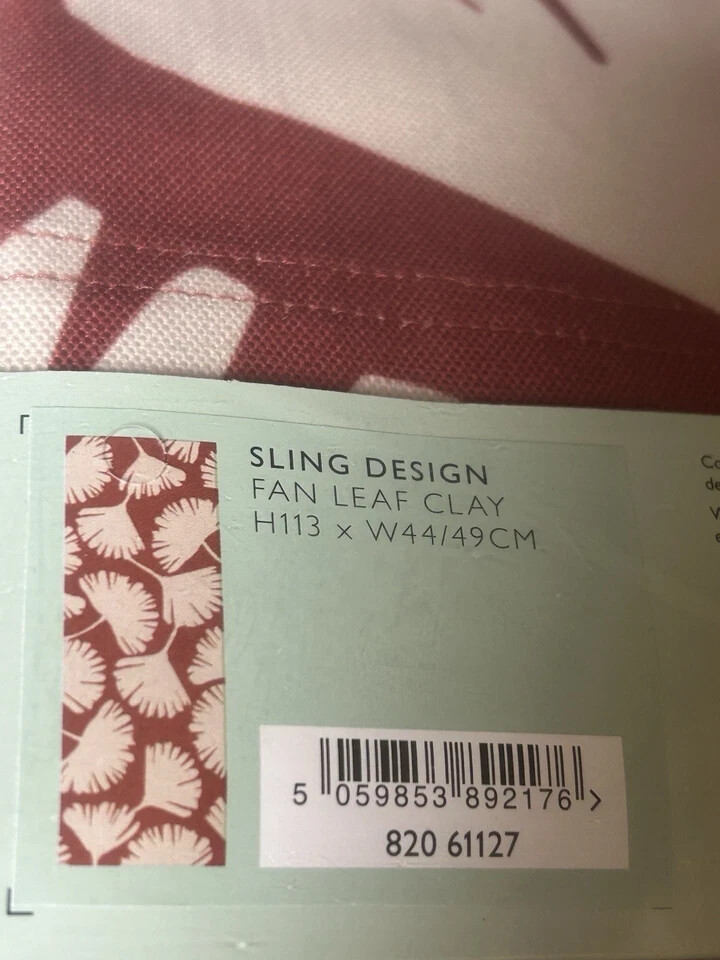 SLING DESIGN
FAN LEAF CLAY
H113 x W44/49CM
5 059853 892176 >
820 61127